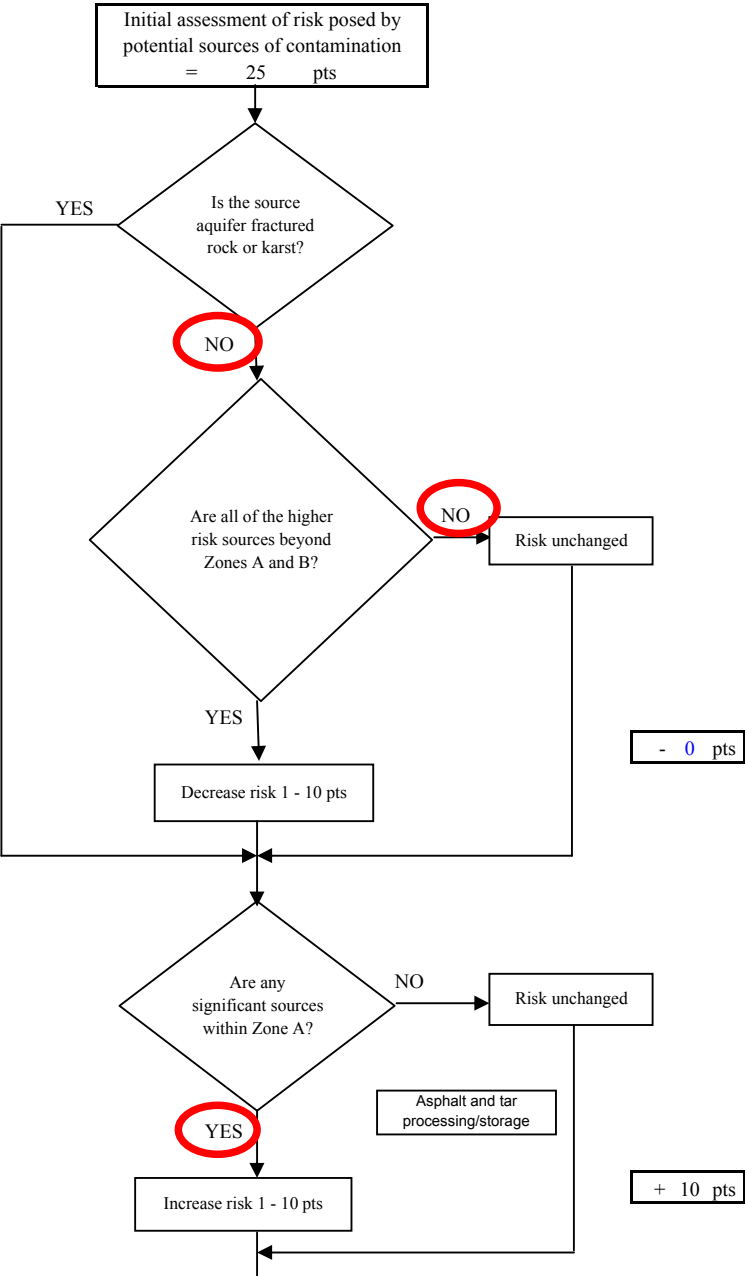 Initial assessment of risk posed by
potential sources of contamination
= 25 pts
YES
Is the source
aquifer fractured
rock or karst?
NO
Are all of the higher
risk sources beyond
Zones A and B?
NO
Risk unchanged
YES
- 0 pts
Decrease risk 1 - 10 pts
Are any
significant sources
within Zone A?
NO
Risk unchanged
Asphalt and tar
processing/storage
YES
Increase risk 1 - 10 pts
+ 10 pts